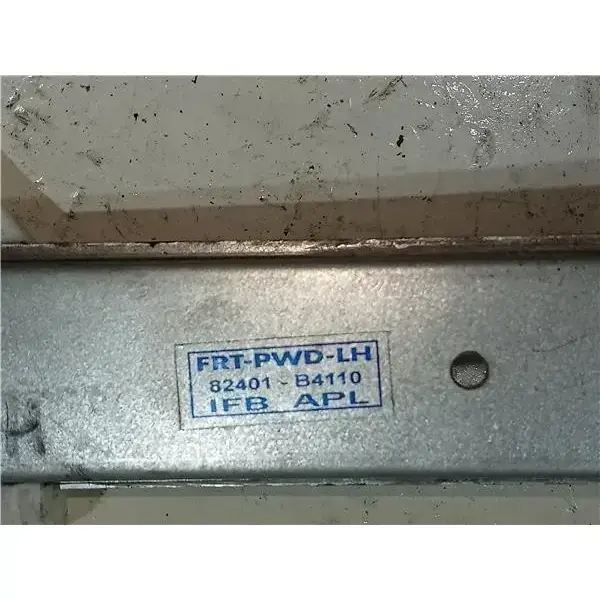 FRT-PWD-LH
82401 - B4110
IFB APL
H